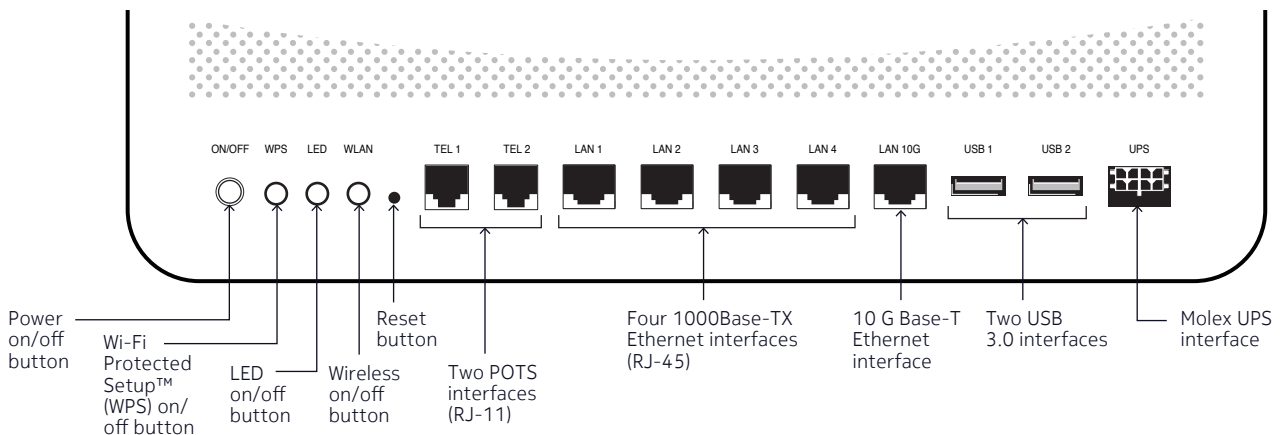 ON/OFF WPS LED WLAN TEL 1 TEL 2 LAN 1 LAN 2 LAN 3 LAN 4 LAN 10G USB 1 USB 2 UPS
Power
on/off
button
Wi-Fi
Protected
Setup™
(WPS) on/
off button
LED
on/off
button
Wireless
on/off
button
Reset
button
Two POTS
interfaces
(RJ-11)
Four 1000Base-TX
Ethernet interfaces
(RJ-45)
10 G Base-T
Ethernet
interface
Two USB
3.0 interfaces
Molex UPS
interface